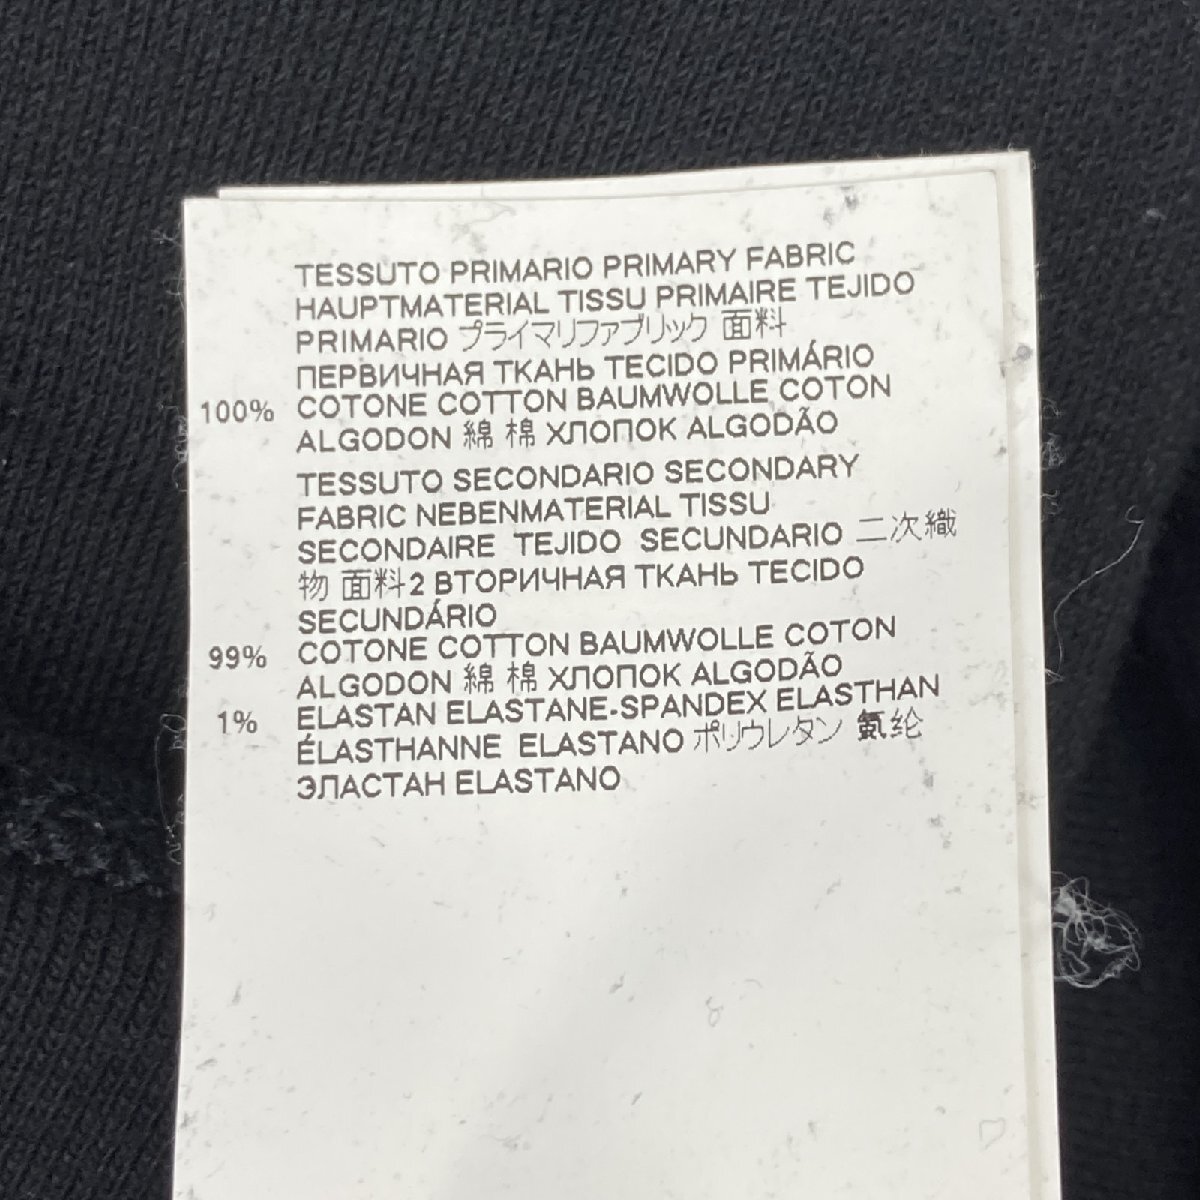 TESSUTO PRIMARIO PRIMARY FABRIC
HAUPTMATERIAL TISSU PRIMAIRE TEJIDO
PRIMARIO プライマリファブリック 面料
ПЕРВИЧНАЯ ТКАНЬ TECIDO PRIMÁRIO
100% COTONE COTTON BAUMWOLLE COTON
ALGODON 綿 棉 ХЛОПОК ALGODÃO
TESSUTO SECONDARIO SECONDARY
FABRIC NEBENMATERIAL TISSU
SECONDAIRE TEJIDO SECUNDARIO 二次織
物 面料2 ВТОРИЧНАЯ ТКАНЬ TECIDO
SECUNDÁRIO
99% COTONE COTTON BAUMWOLLE COTON
ALGODON 綿 棉 ХЛОПОК ALGODÃO
1% ELASTAN ELASTANE-SPANDEX ELASTHAN
ÉLASTHANNE ELASTANO ポリウレタン 氨纶
ЭЛАСТАН ELASTANO